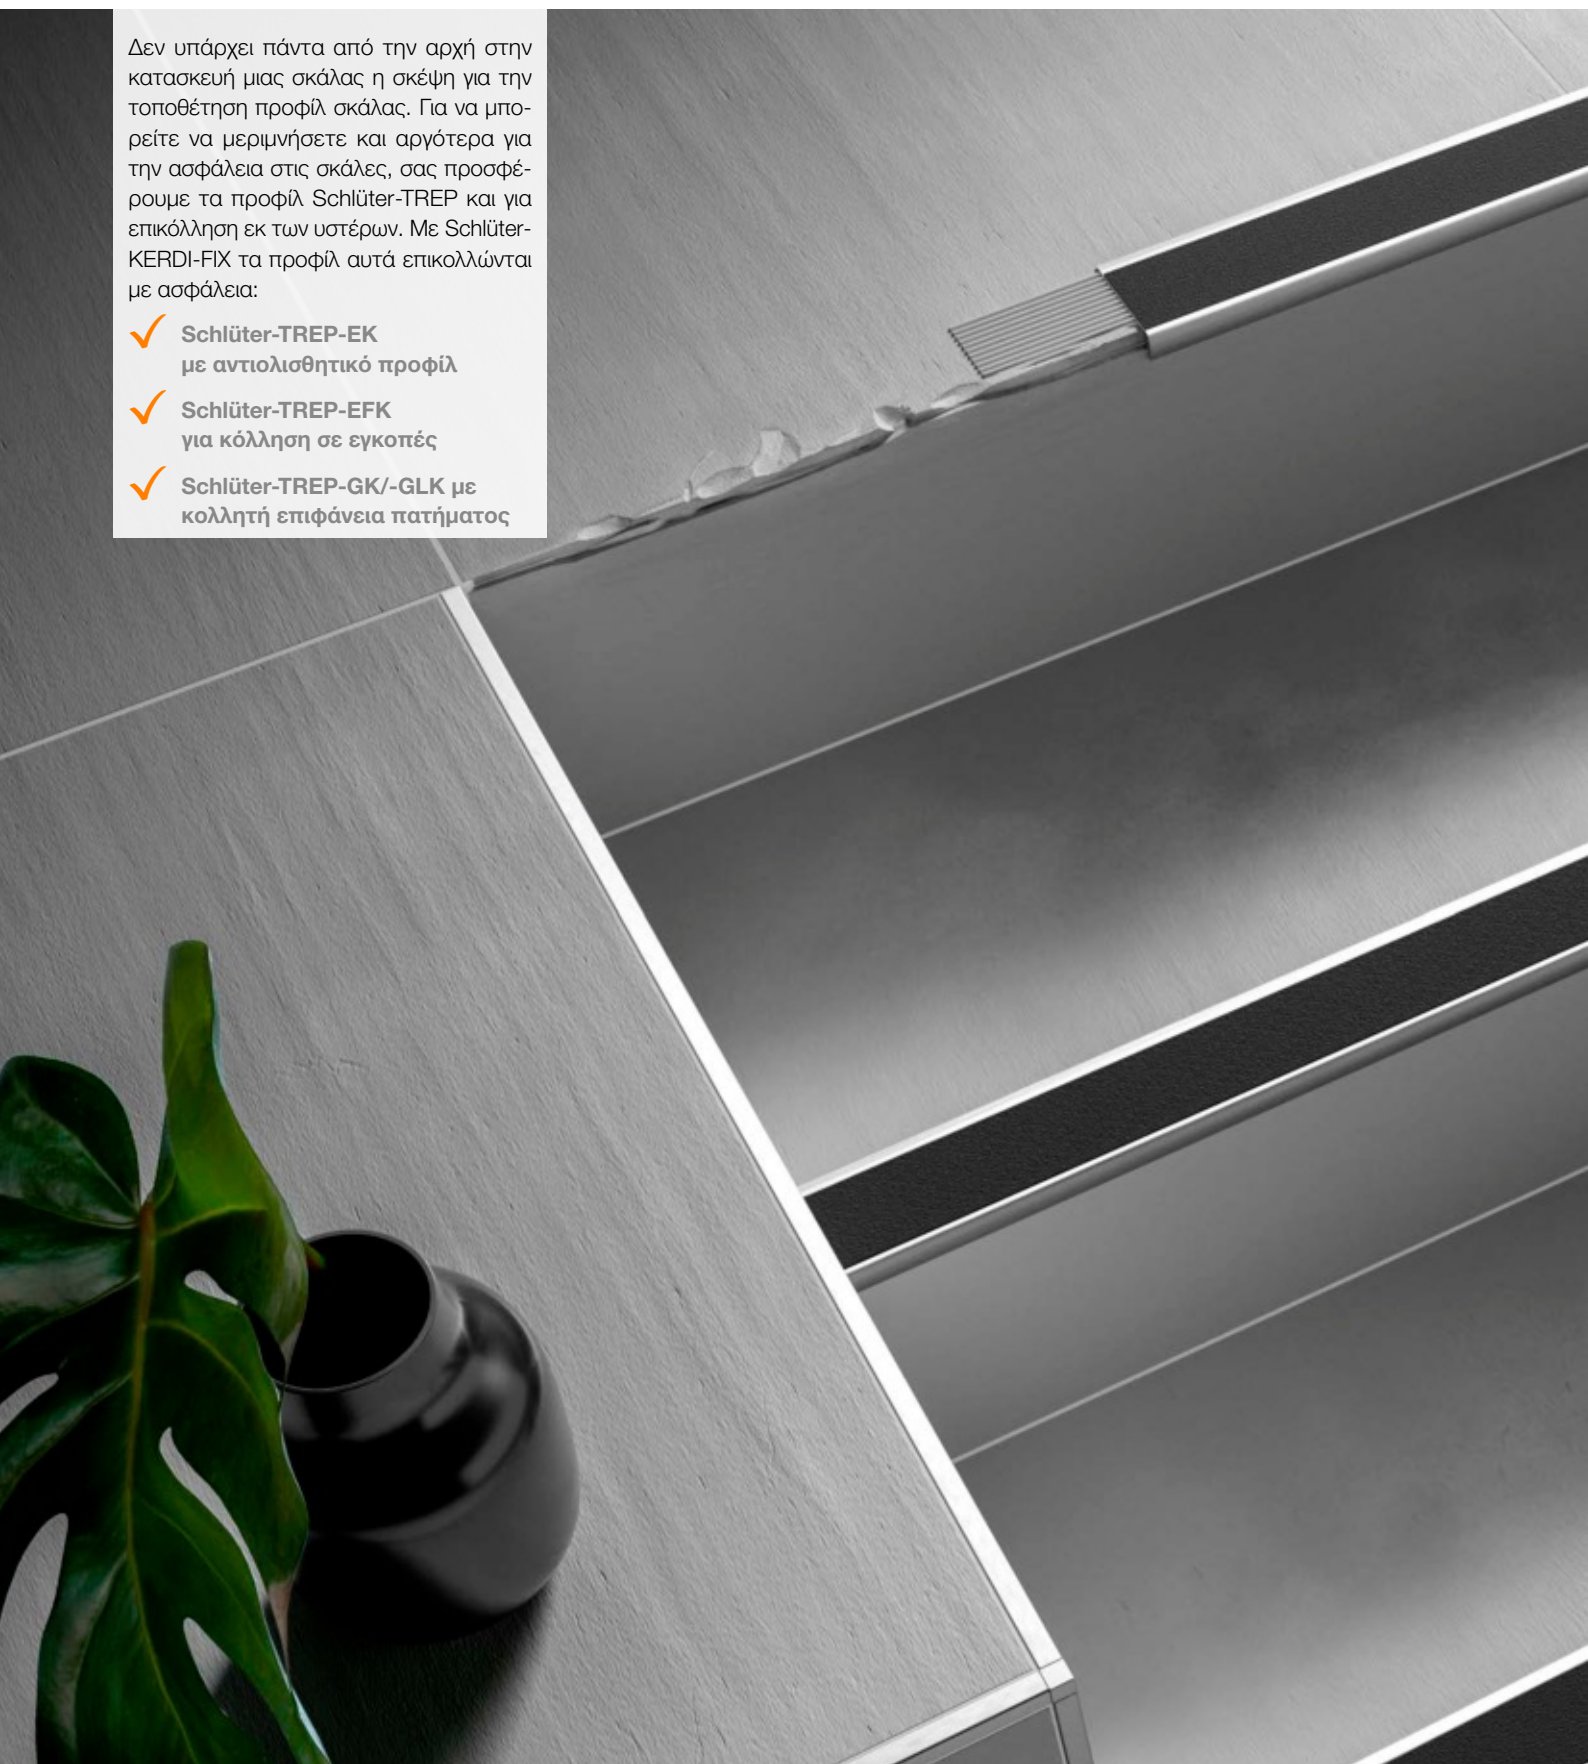 Δεν υπάρχει πάντα από την αρχή στην
κατασκευή μιας σκάλας η σκέψη για την
τοποθέτηση προφίλ σκάλας. Για να μπο-
ρείτε να μεριμνήσετε και αργότερα για
την ασφάλεια στις σκάλες, σας προσφέ-
ρουμε τα προφίλ Schlüter-TREP και για
επικόλληση εκ των υστέρων. Με Schlüter-
KERDI-FIX τα προφίλ αυτά επικολλώνται
με ασφάλεια:
Schlüter-TREP-EK
με αντιολισθητικό προφίλ
Schlüter-TREP-EFK
για κόλληση σε εγκοπές
Schlüter-TREP-GK/-GLK με
κολλητή επιφάνεια πατήματος